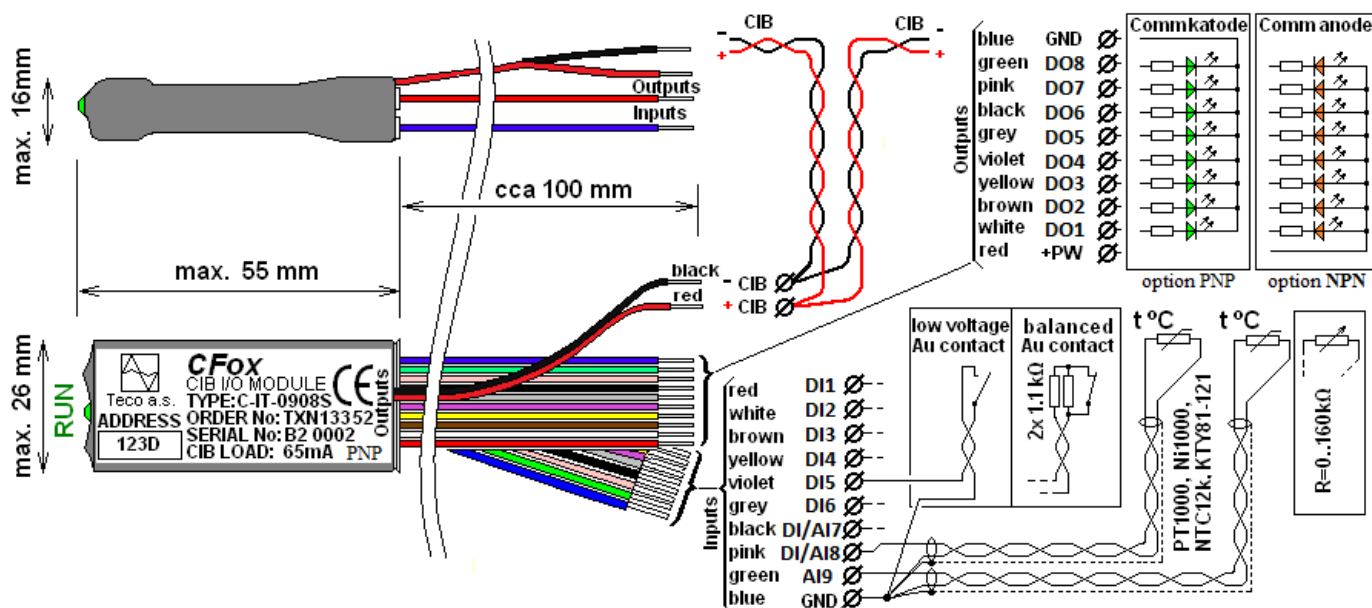 max. 16mm
Outputs
Inputs
cca 100 mm
max. 55 mm
CIB
-
+
CIB
-
+
black
- CIB
red
+ CIB
Outputs
blue GND
green DO8
pink DO7
black DO6
grey DO5
violet DO4
yellow DO3
brown DO2
white DO1
red +PW
Commkatode
option PNP
Commanode
option NPN
max. 26 mm
RUN
Teco a.s.
ADDRESS
123D
CFox
CIB I/O MODULE
TYPE:C-IT-0908S
ORDER No: TXN13352
SERIAL No: B2 0002
CIB LOAD: 65mA PNP
CE
Outputs
Inputs
red DI1
white DI2
brown DI3
yellow DI4
violet DI5
grey DI6
black DI/AI7
pink DI/AI8
green AI9
blue GND
low voltage
Au contact
balanced
Au contact
2x 1.1kΩ
t ºC
t ºC
PT1000, Ni1000,
NTC12k, KTY81-121
R=0..160kΩ